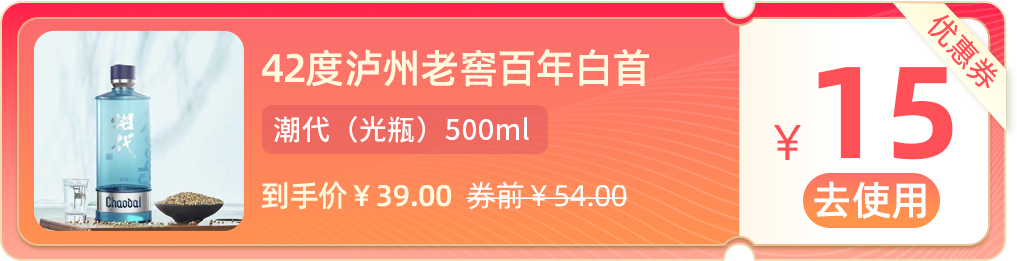 42度泸州老窖百年白首
潮代（光瓶）500ml
到手价￥39.00 券前￥54.00
优惠券
￥15
去使用
潮代
Chaodai